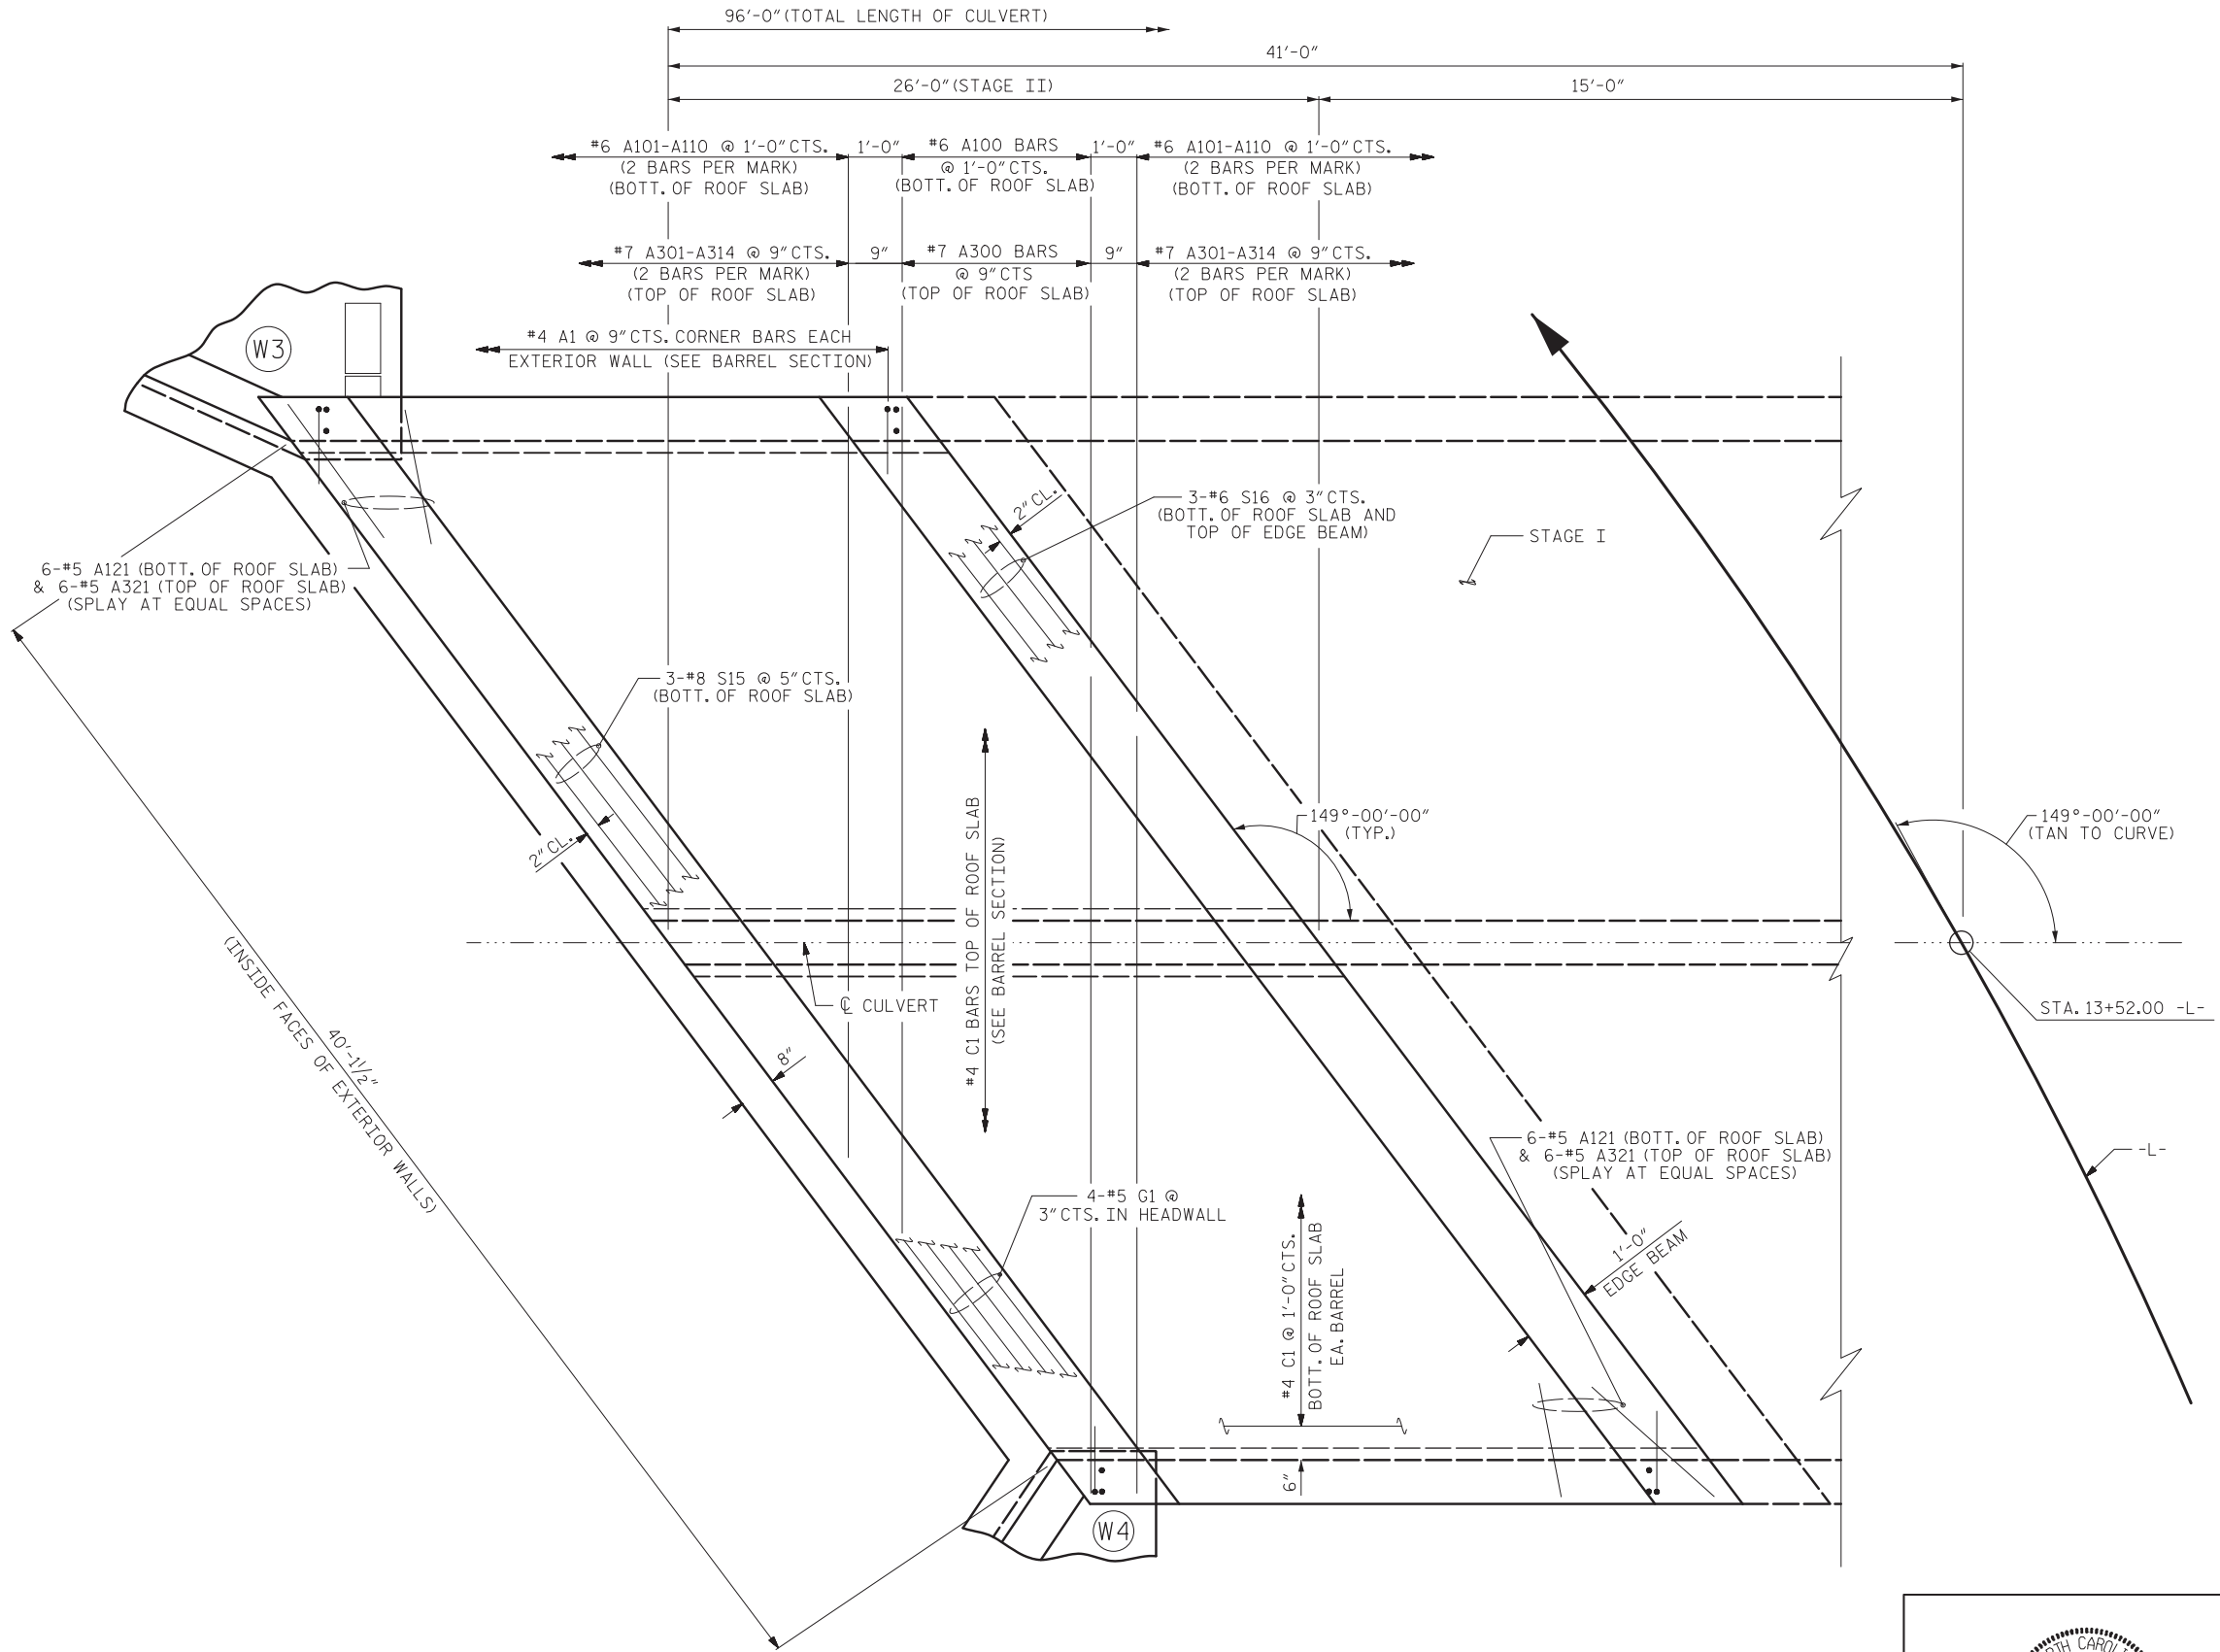 96'-0" (TOTAL LENGTH OF CULVERT)
41'-0"
26'-0" (STAGE II)
15'-0"
#6 A101-A110 @ 1'-0" CTS.
(2 BARS PER MARK)
(BOTT. OF ROOF SLAB)
1'-0"
#6 A100 BARS
@ 1'-0" CTS.
(BOTT. OF ROOF SLAB)
1'-0"
#6 A101-A110 @ 1'-0" CTS.
(2 BARS PER MARK)
(BOTT. OF ROOF SLAB)
#7 A301-A314 @ 9" CTS.
(2 BARS PER MARK)
(TOP OF ROOF SLAB)
9"
#7 A300 BARS
@ 9" CTS
(TOP OF ROOF SLAB)
9"
#7 A301-A314 @ 9" CTS.
(2 BARS PER MARK)
(TOP OF ROOF SLAB)
#4 A1 @ 9" CTS. CORNER BARS EACH
EXTERIOR WALL (SEE BARREL SECTION)
W3
2" CL.
3-#6 S16 @ 3" CTS.
(BOTT. OF ROOF SLAB AND
TOP OF EDGE BEAM)
STAGE I
6-#5 A121 (BOTT. OF ROOF SLAB)
& 6-#5 A321 (TOP OF ROOF SLAB)
(SPLAY AT EQUAL SPACES)
3-#8 S15 @ 5" CTS.
(BOTT. OF ROOF SLAB)
2" CL.
149°-00'-00"
(TYP.)
149°-00'-00"
(TAN TO CURVE)
#4 C1 BARS TOP OF ROOF SLAB
(SEE BARREL SECTION)
℄ CULVERT
STA. 13+52.00 -L-
8"
40'-1½"
(INSIDE FACES OF EXTERIOR WALLS)
6-#5 A121 (BOTT. OF ROOF SLAB)
& 6-#5 A321 (TOP OF ROOF SLAB)
(SPLAY AT EQUAL SPACES)
-L-
4-#5 G1 @
3" CTS. IN HEADWALL
1'-0"
EDGE BEAM
#4 C1 @ 1'-0" CTS.
BOTT. OF ROOF SLAB
EA. BARREL
6"
W4